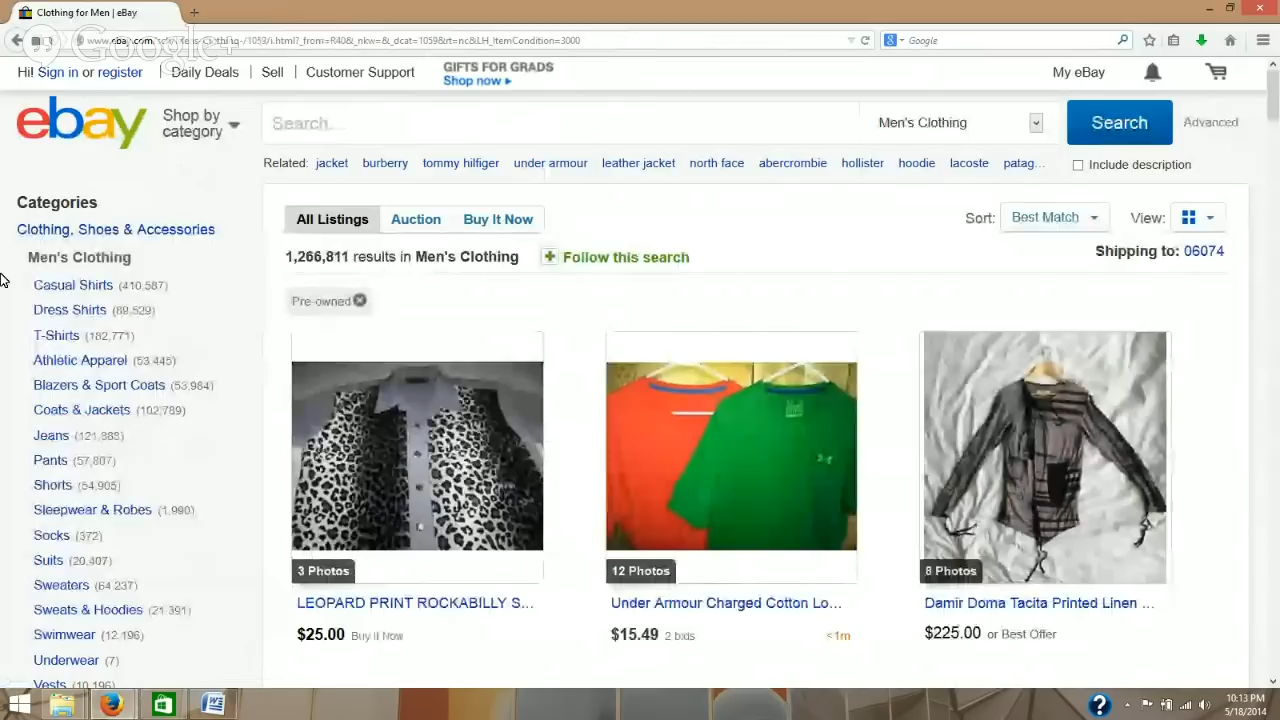 Clothing for Men | eBay
Google+
Google
Hi! Sign in or register
Daily Deals
Sell
Customer Support
GIFTS FOR GRADS
Shop now
My eBay
ebay
Shop by
category
Search...
Men's Clothing
Search
Advanced
Related: jacket burberry tommy hilfiger under armour leather jacket north face abercrombie hollister hoodie lacoste patag...
Include description
Categories
Clothing, Shoes & Accessories
Men's Clothing
Casual Shirts (410,587)
Dress Shirts (89,529)
T-Shirts (182,771)
Athletic Apparel (53,445)
Blazers & Sport Coats (53,984)
Coats & Jackets (102,789)
Jeans
Pants (57,807)
Shorts (54,905)
Sleepwear & Robes (1,990)
Socks (372)
Suits (20,407)
Sweaters (64,237)
Sweats & Hoodies (21,391)
Swimwear (12,196)
Underwear (7)
Vests (10,196)
All Listings
Auction
Buy It Now
Sort: Best Match
View:
1,266,811 results in Men's Clothing
Follow this search
Shipping to: 06074
Pre-owned
3 Photos
LEOPARD PRINT ROCKABILLY S...
$25.00 Buy It Now
12 Photos
Under Armour Charged Cotton Lo...
$15.49 2 bids
<1m
8 Photos
Damir Doma Tacita Printed Linen ...
$225.00 or Best Offer
10:13 PM
5/18/2014